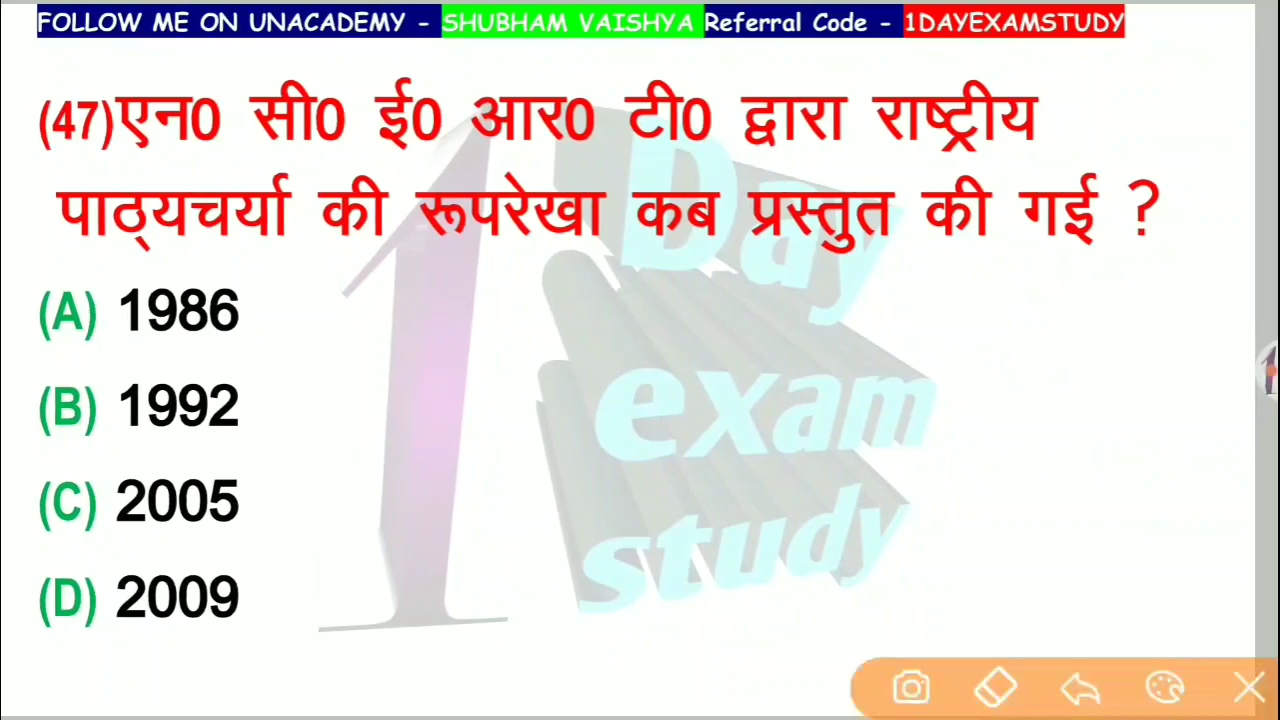 FOLLOW ME ON UNACADEMY - SHUBHAM VAISHYA Referral Code - 1DAYEXAMSTUDY
(47)एन0 सी0 ई0 आर0 टी0 द्वारा राष्ट्रीय
पाठ्यचर्या की रूपरेखा कब प्रस्तुत की गई ?
(A) 1986
(B) 1992
(C) 2005
(D) 2009
1 Day
exam
study